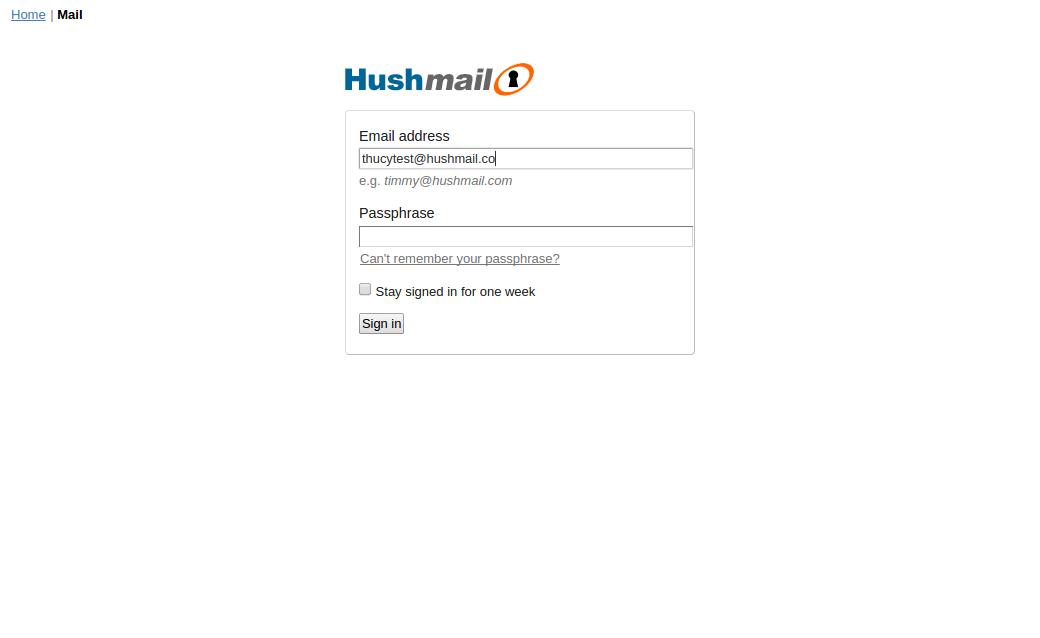 Home | Mail
Hushmail
Email address
thucytest@hushmail.co
e.g. timmy@hushmail.com
Passphrase
Can't remember your passphrase?
Stay signed in for one week
Sign in